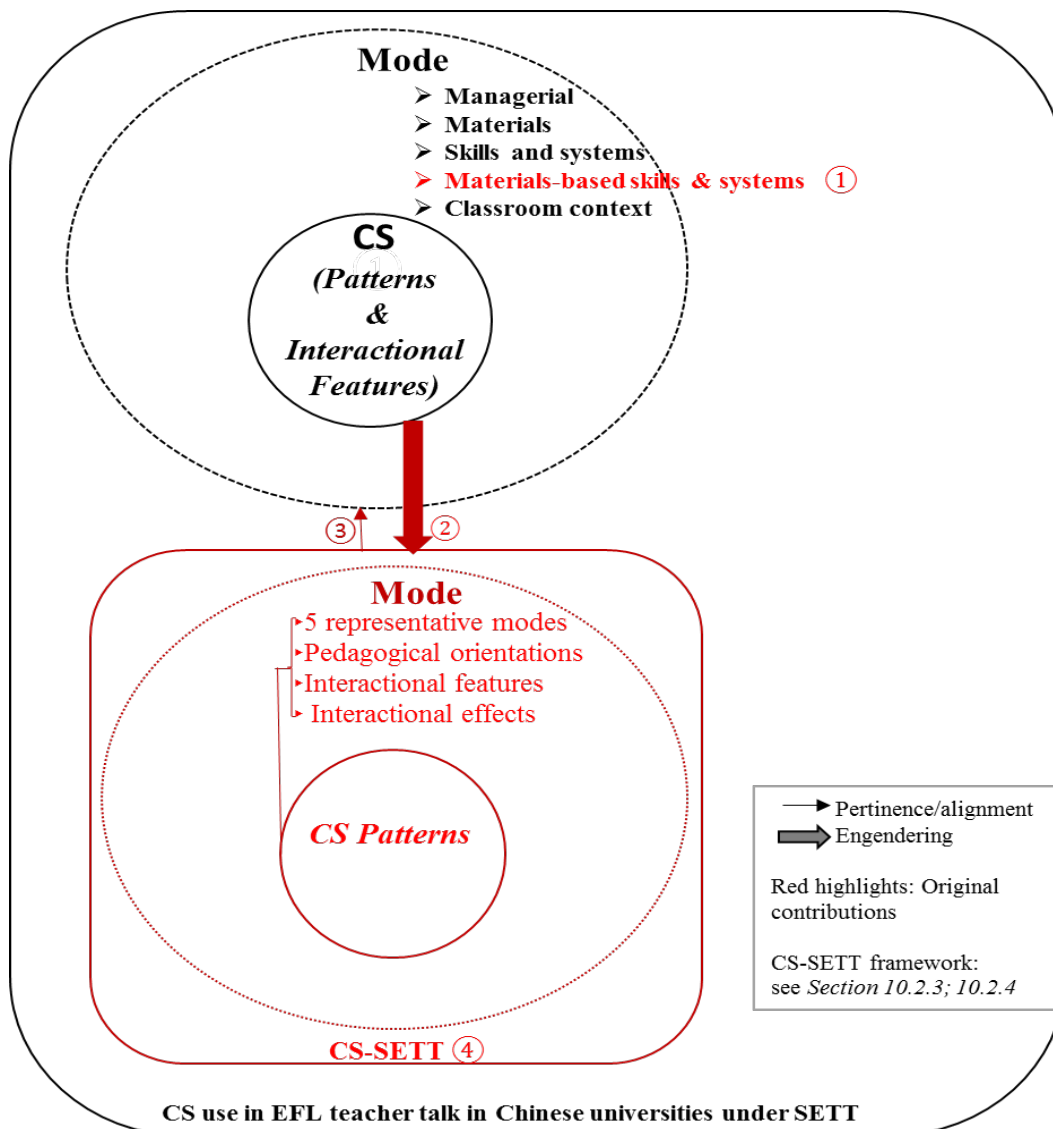 Mode
➢ Managerial
➢ Materials
➢ Skills and systems
➢ Materials-based skills & systems ①
➢ Classroom context
CS
①
(Patterns
&
Interactional
Features)
③ ②
Mode
‣5 representative modes
‣Pedagogical orientations
‣Interactional features
‣ Interactional effects
CS Patterns
CS-SETT ④
Pertinence/alignment
Engendering
Red highlights: Original
contributions
CS-SETT framework:
see Section 10.2.3; 10.2.4
CS use in EFL teacher talk in Chinese universities under SETT